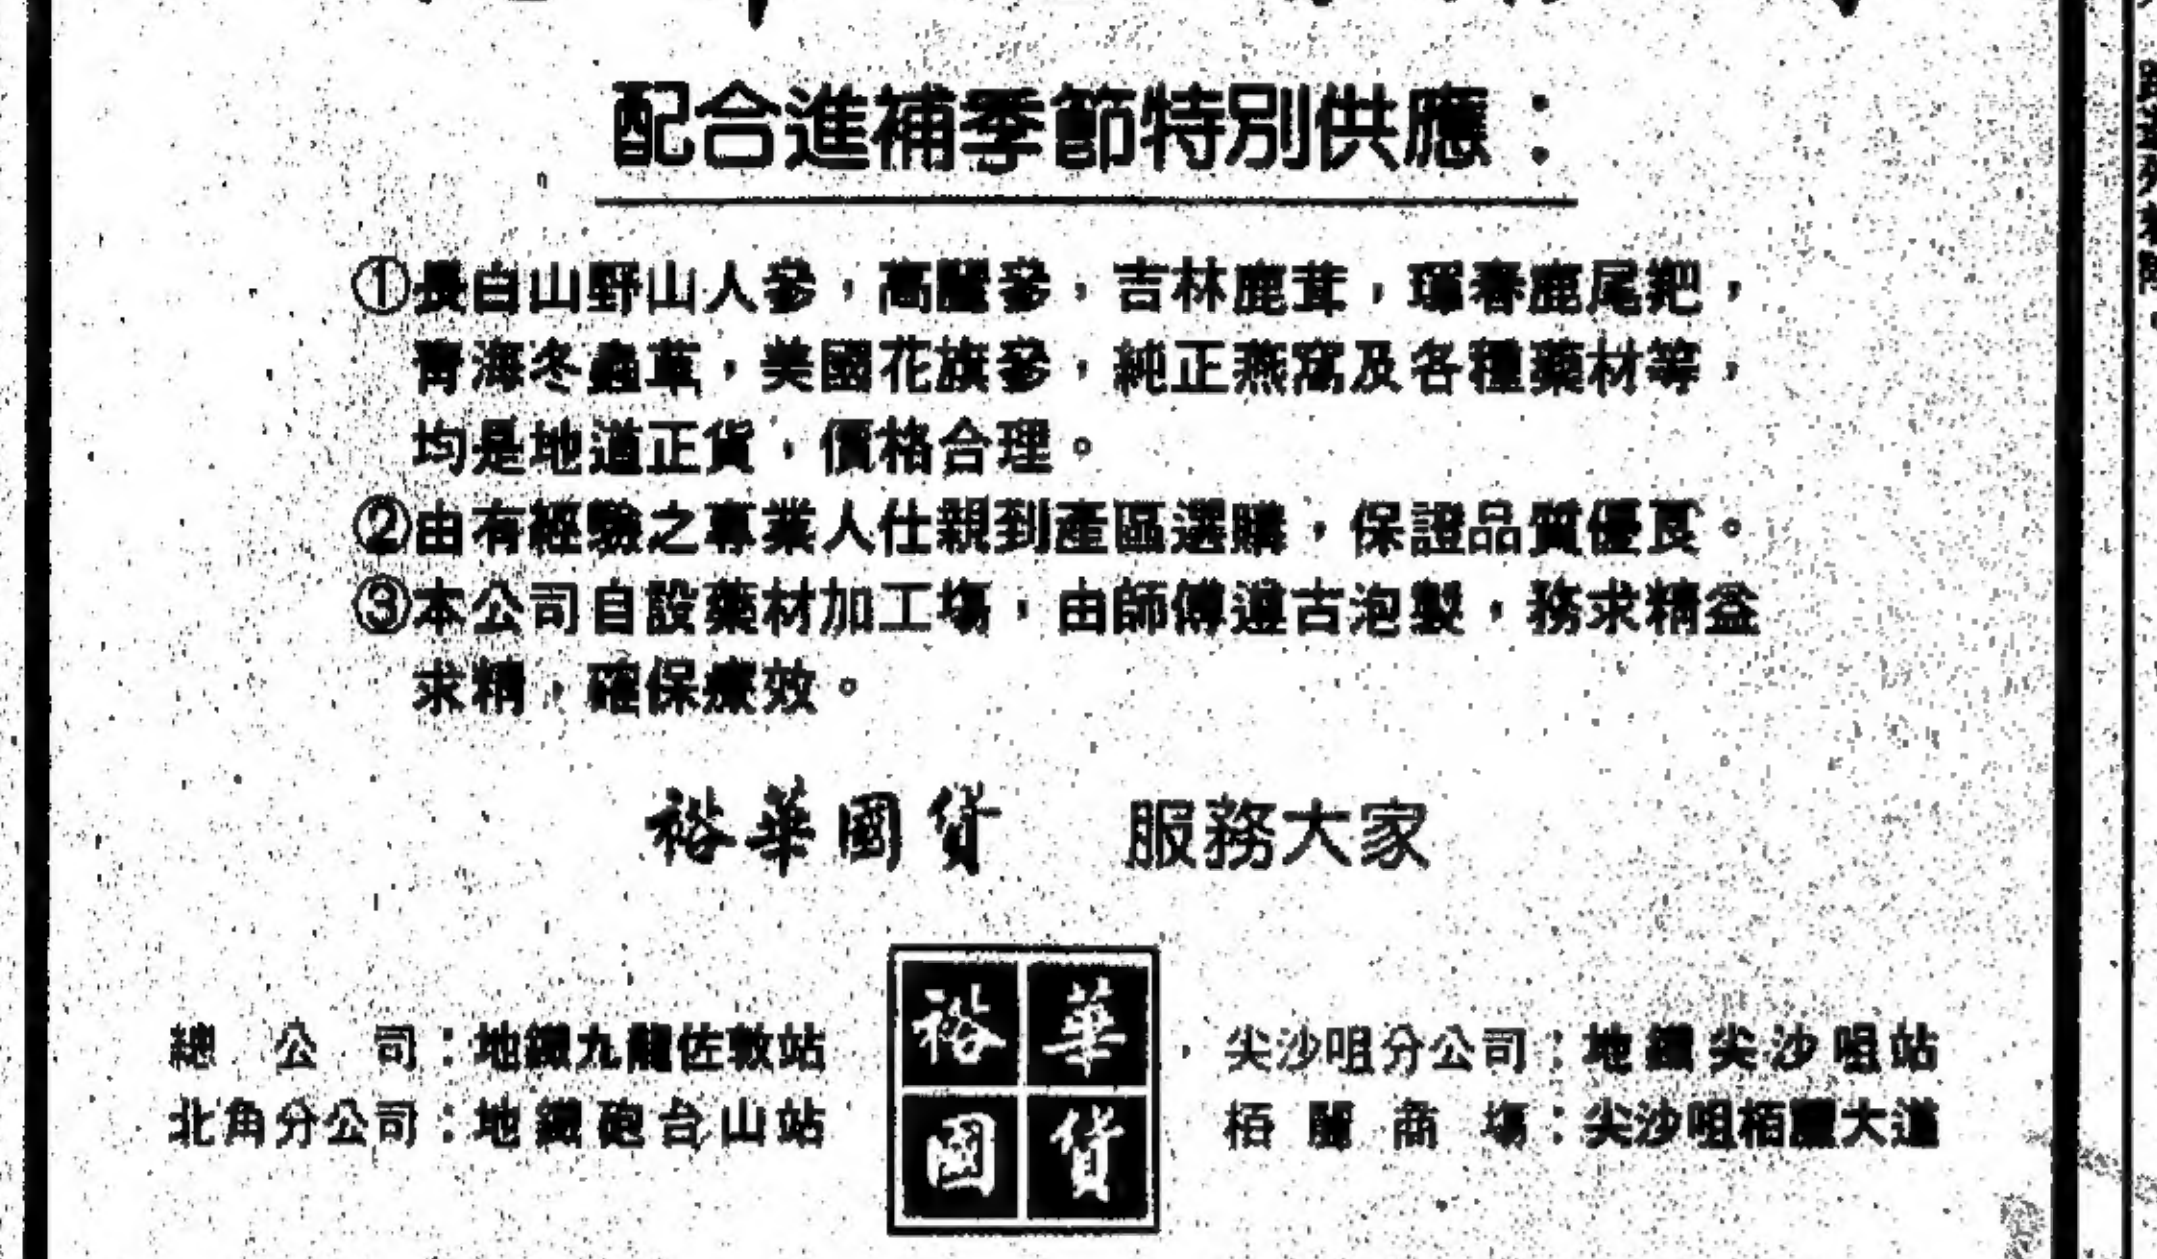 配合進補季節特別供應：
①長白山野山人參，高麗參，吉林鹿茸，琿春鹿尾羓，
青海冬蟲草，美國花旗參，純正燕窩及各種藥材等，
均是地道正貨，價格合理。
②由有經驗之專業人仕親到產區選購，保證品質優良。
③本公司自設藥材加工場，由師傅遵古泡製，務求精益
求精，確保療效。
裕華國貨 服務大家
總公司：地鐵九龍佐敦站
北角分公司：地鐵砲台山站
裕華
國貨
尖沙咀分公司：地鐵尖沙咀站
栢麗商場：尖沙咀栢麗大道